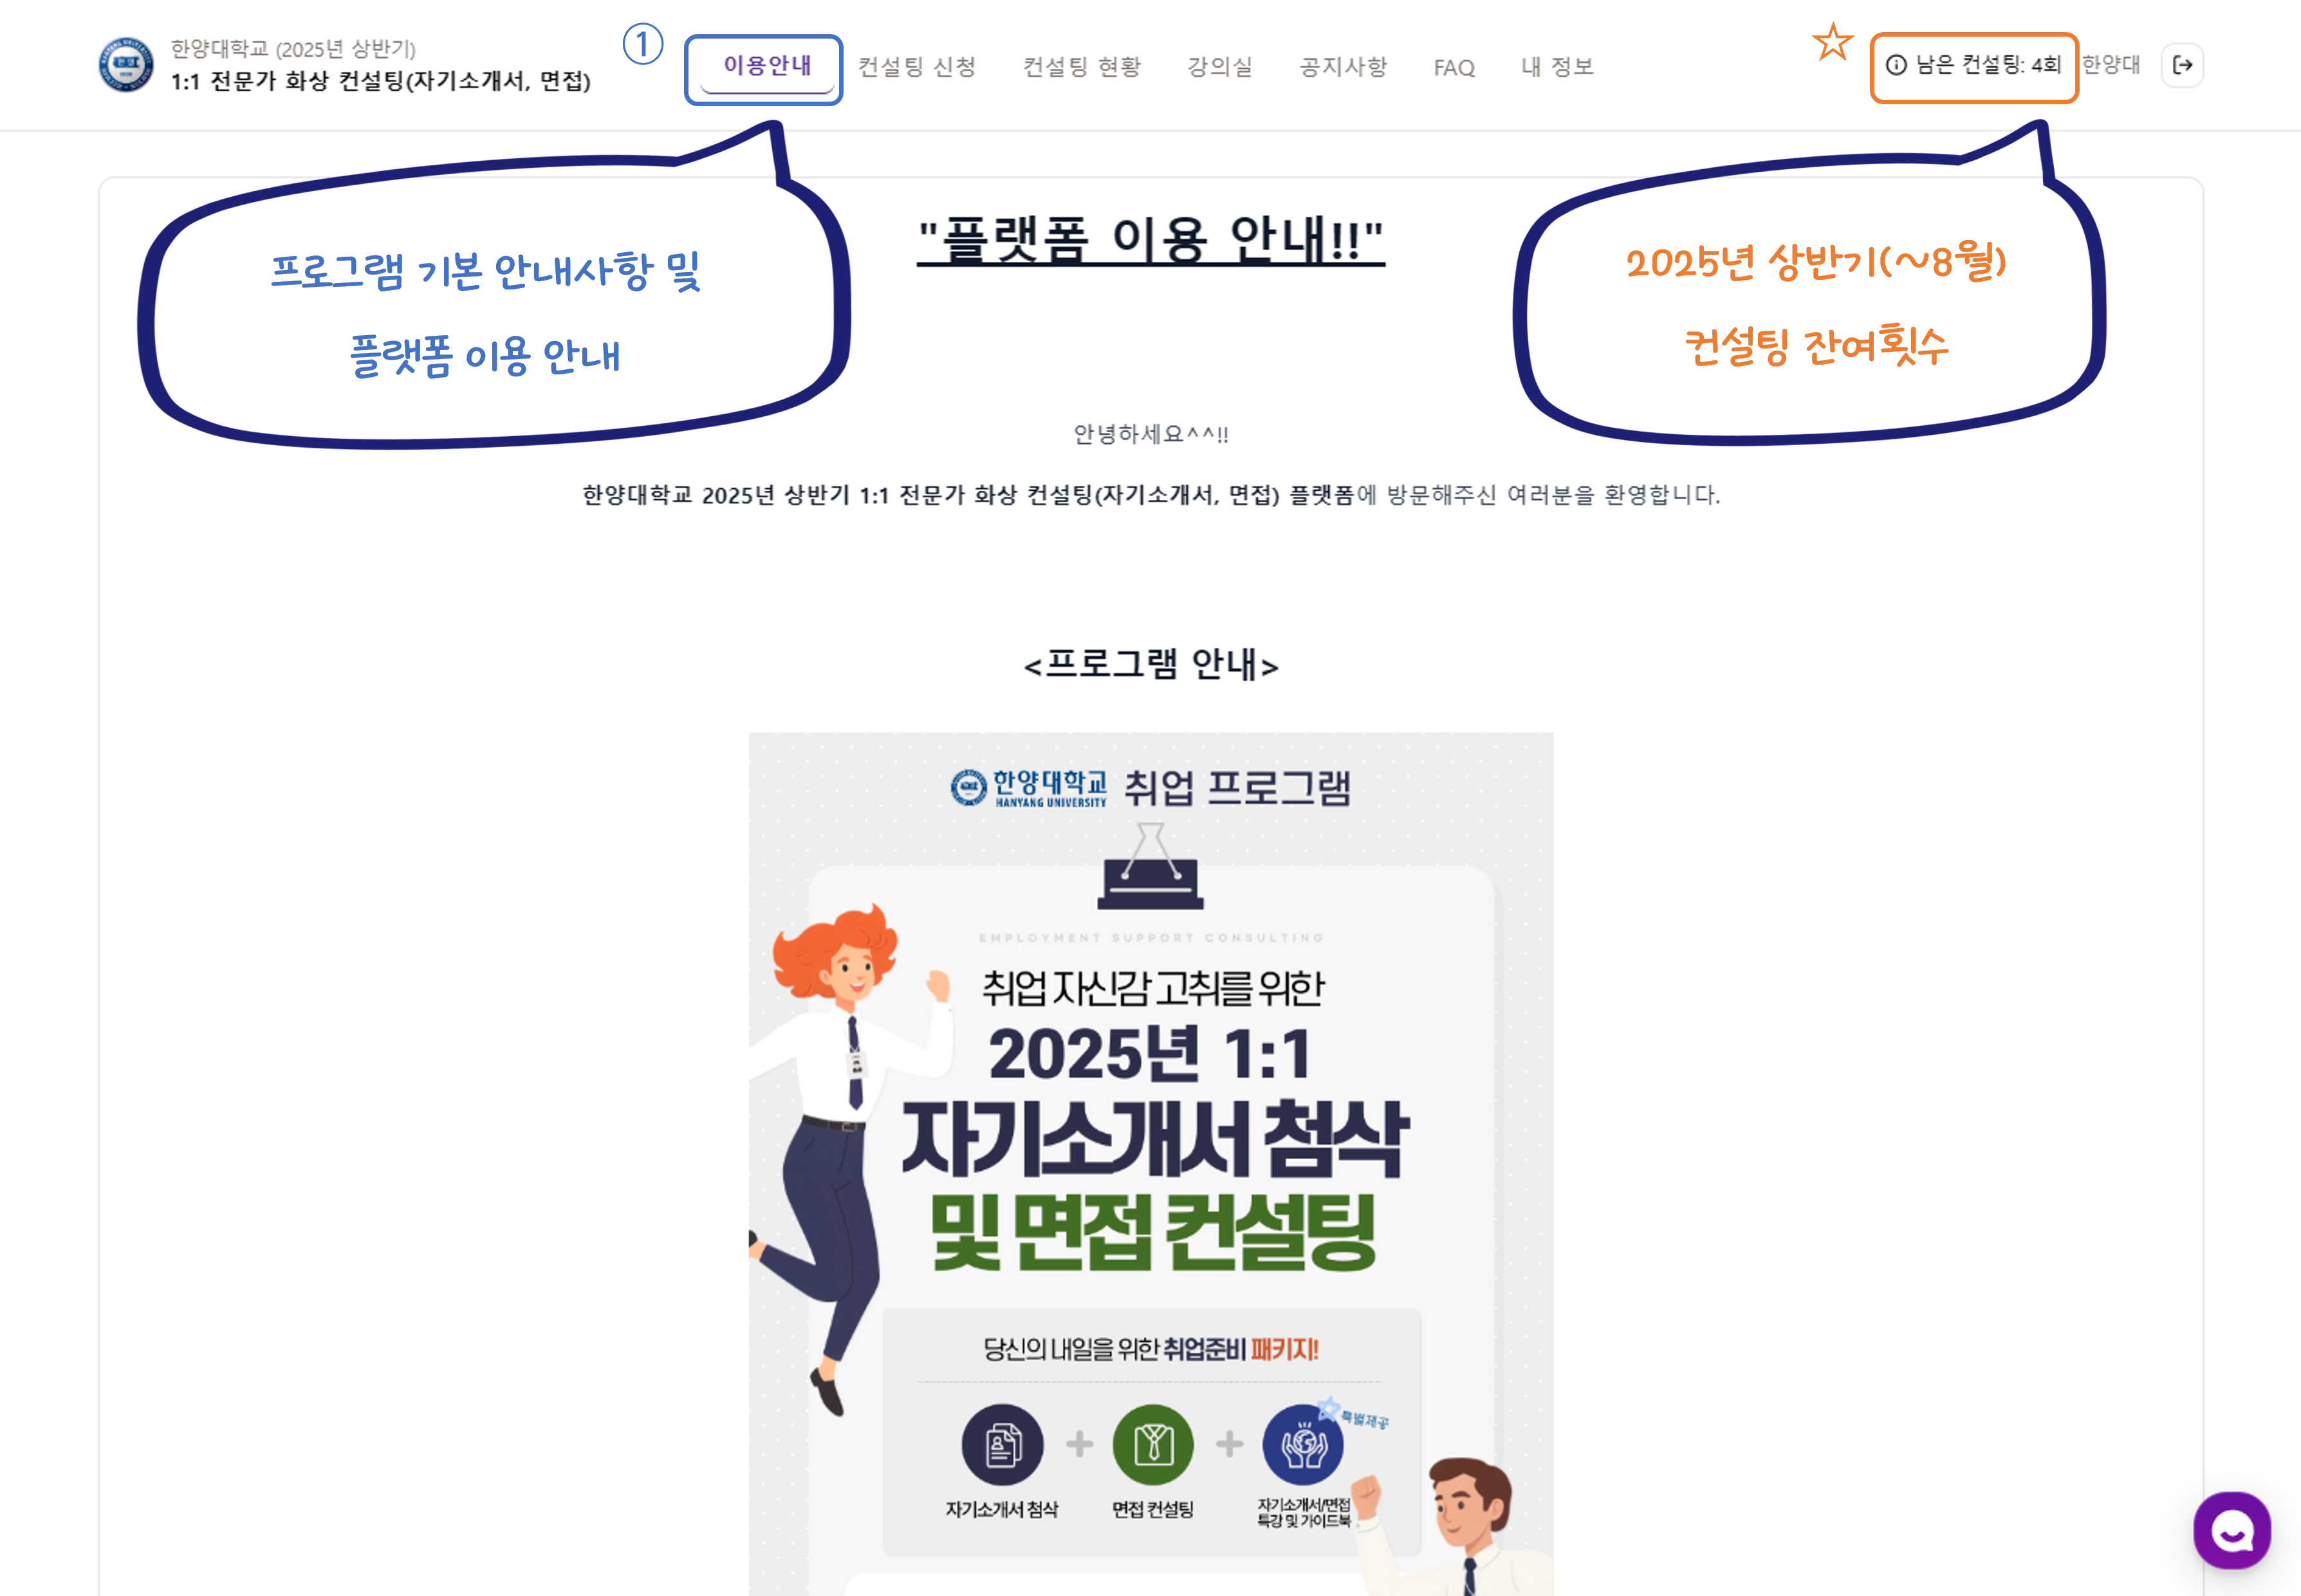 한양대학교 (2025년 상반기)
1:1 전문가 화상 컨설팅(자기소개서, 면접)
①
이용안내 컨설팅 신청 컨설팅 현황 강의실 공지사항 FAQ 내 정보
☆
남은 컨설팅: 4회 한양대
프로그램 기본 안내사항 및
플랫폼 이용 안내
"플랫폼 이용 안내!!"
2025년 상반기(~8월)
컨설팅 잔여횟수
안녕하세요^^!!
한양대학교 2025년 상반기 1:1 전문가 화상 컨설팅(자기소개서, 면접) 플랫폼에 방문해주신 여러분을 환영합니다.
<프로그램 안내>
한양대학교 취업 프로그램
HANYANG UNIVERSITY
EMPLOYMENT SUPPORT CONSULTING
취업 자신감 고취를 위한
2025년 1:1
자기소개서 첨삭
및 면접 컨설팅
당신의 내일을 위한 취업준비 패키지!
특별제공
자기소개서 첨삭
면접 컨설팅
자기소개서/면접
특강 및 가이드북